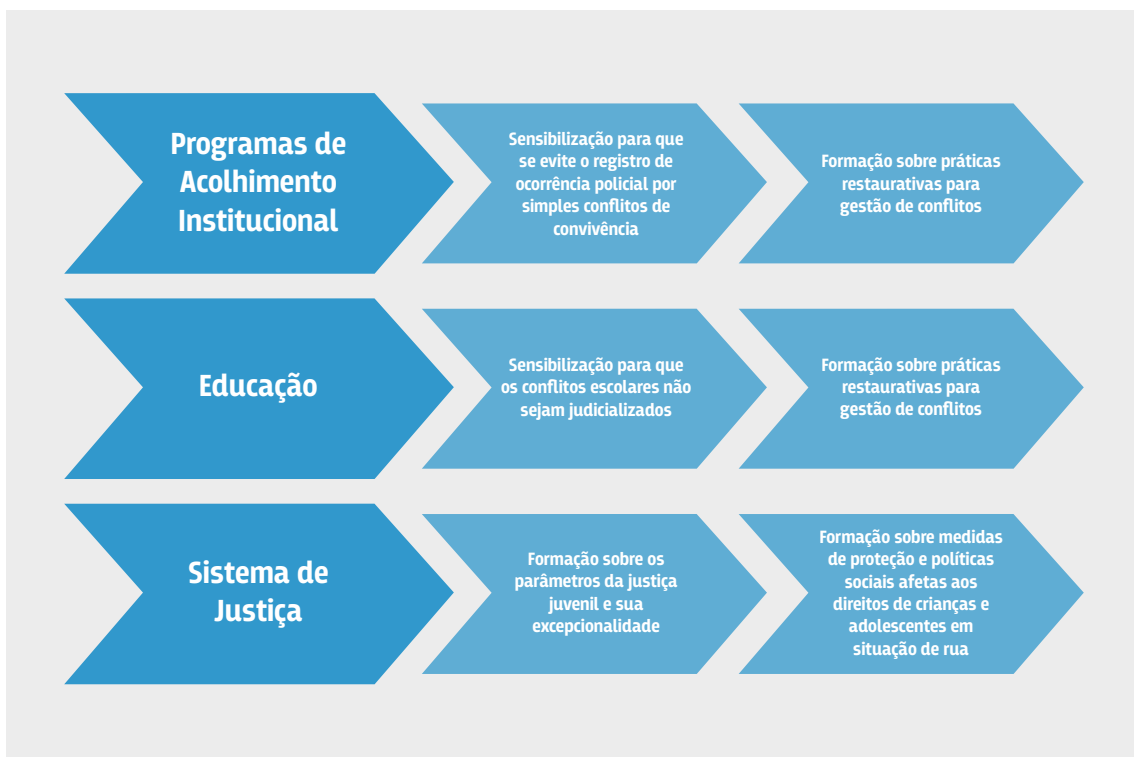 Programas de
Acolhimento
Institucional
Sensibilização para que
se evite o registro de
ocorrência policial por
simples conflitos de
convivência
Formação sobre práticas
restaurativas para
gestão de conflitos
Educação
Sensibilização para que
os conflitos escolares não
sejam judicializados
Formação sobre práticas
restaurativas para
gestão de conflitos
Sistema de
Justiça
Formação sobre os
parâmetros da justiça
juvenil e sua
excepcionalidade
Formação sobre medidas
de proteção e políticas
sociais afetas aos
direitos de crianças e
adolescentes em
situação de rua